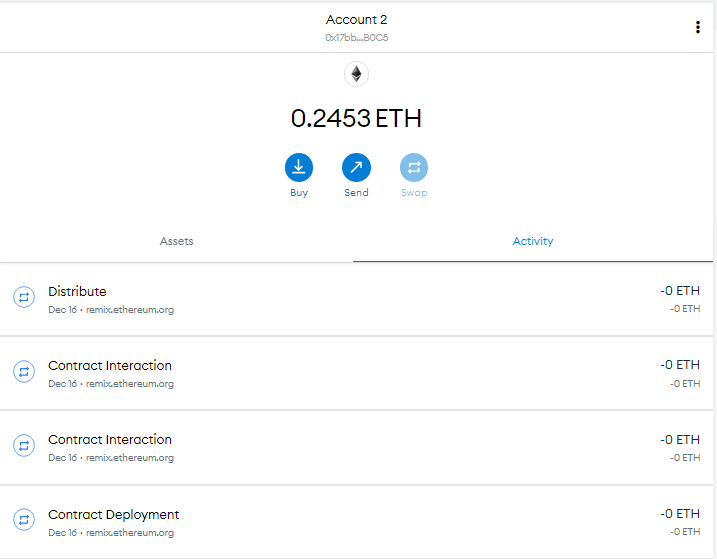 Account 2
0x17bb...B0C5
0.2453 ETH
Buy Send Swap
Assets Activity
Distribute -0 ETH
Dec 16 · remix.ethereum.org -0 ETH
Contract Interaction -0 ETH
Dec 16 · remix.ethereum.org -0 ETH
Contract Interaction -0 ETH
Dec 16 · remix.ethereum.org -0 ETH
Contract Deployment -0 ETH
Dec 16 · remix.ethereum.org -0 ETH